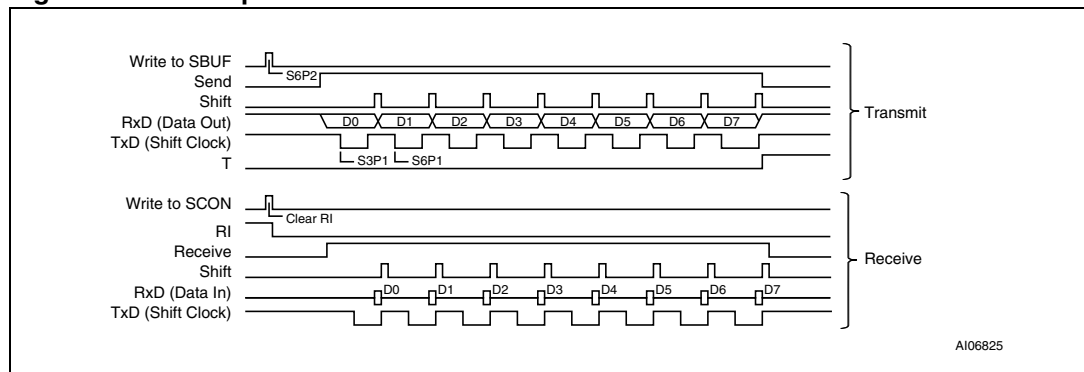 Write to SBUF
S6P2
Send
Shift
RxD (Data Out) D0 D1 D2 D3 D4 D5 D6 D7
TxD (Shift Clock)
S3P1 S6P1
T
Transmit
Write to SCON
Clear RI
RI
Receive
Shift
RxD (Data In) D0 D1 D2 D3 D4 D5 D6 D7
TxD (Shift Clock)
Receive
AI06825